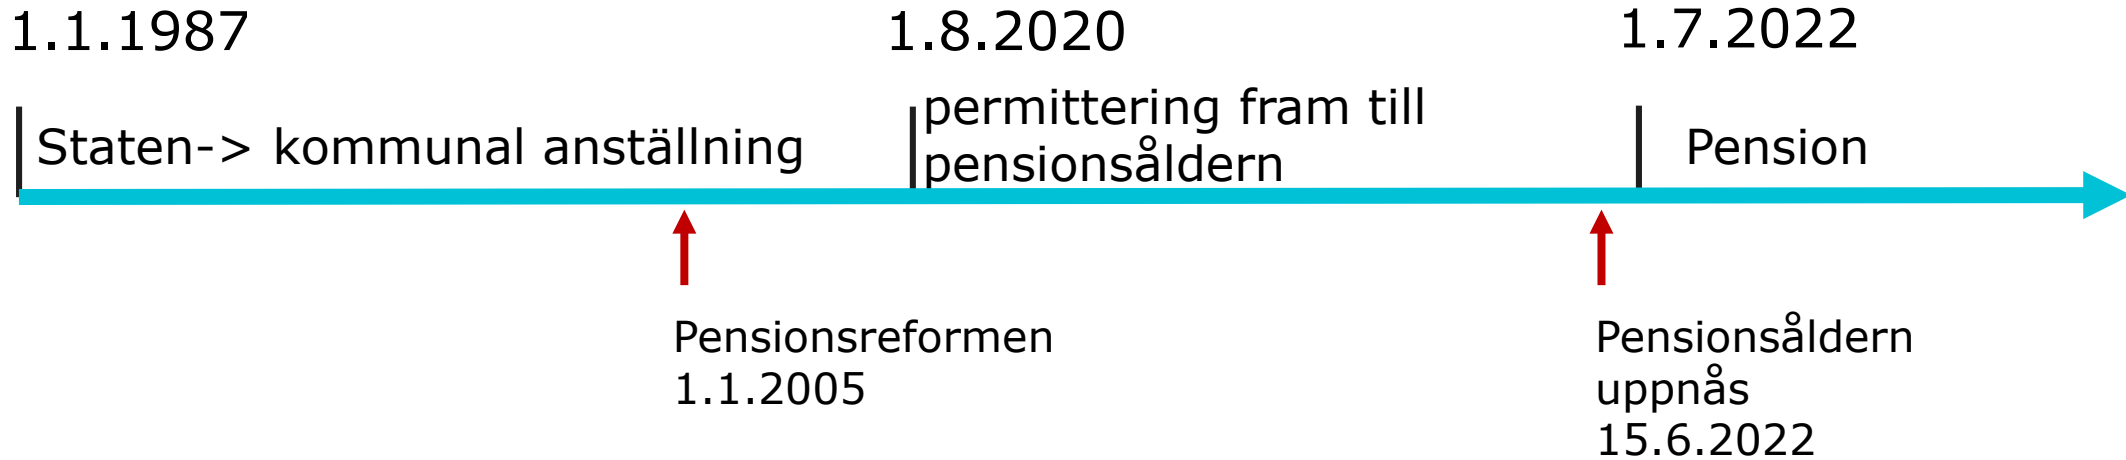 1.1.1987
1.8.2020
1.7.2022
Staten-> kommunal anställning
permittering fram till
pensionsåldern
Pension
Pensionsreformen
1.1.2005
Pensionsåldern
uppnås
15.6.2022